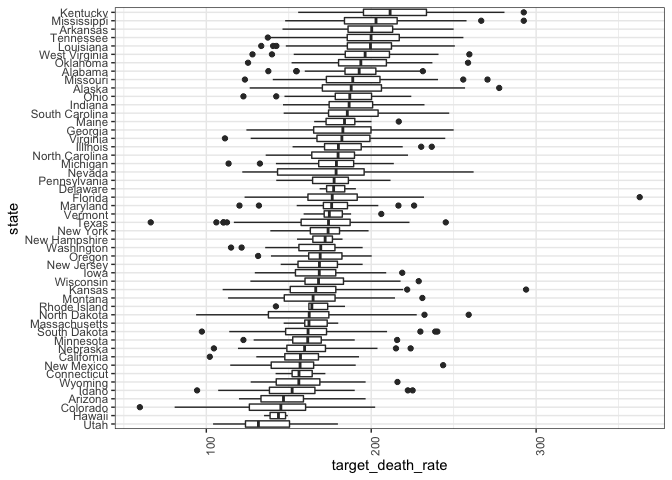 Kentucky
Mississippi
Arkansas
Tennessee
Louisiana
West Virginia
Oklahoma
Alabama
Missouri
Alaska
Ohio
Indiana
South Carolina
Maine
Georgia
Virginia
Illinois
North Carolina
Michigan
Nevada
Pennsylvania
Delaware
Florida
Maryland
Vermont
Texas
New York
New Hampshire
Washington
Oregon
New Jersey
Iowa
Wisconsin
Kansas
Montana
Rhode Island
North Dakota
Massachusetts
South Dakota
Minnesota
Nebraska
California
New Mexico
Connecticut
Wyoming
Idaho
Arizona
Colorado
Hawaii
Utah
state
100
200
300
target_death_rate